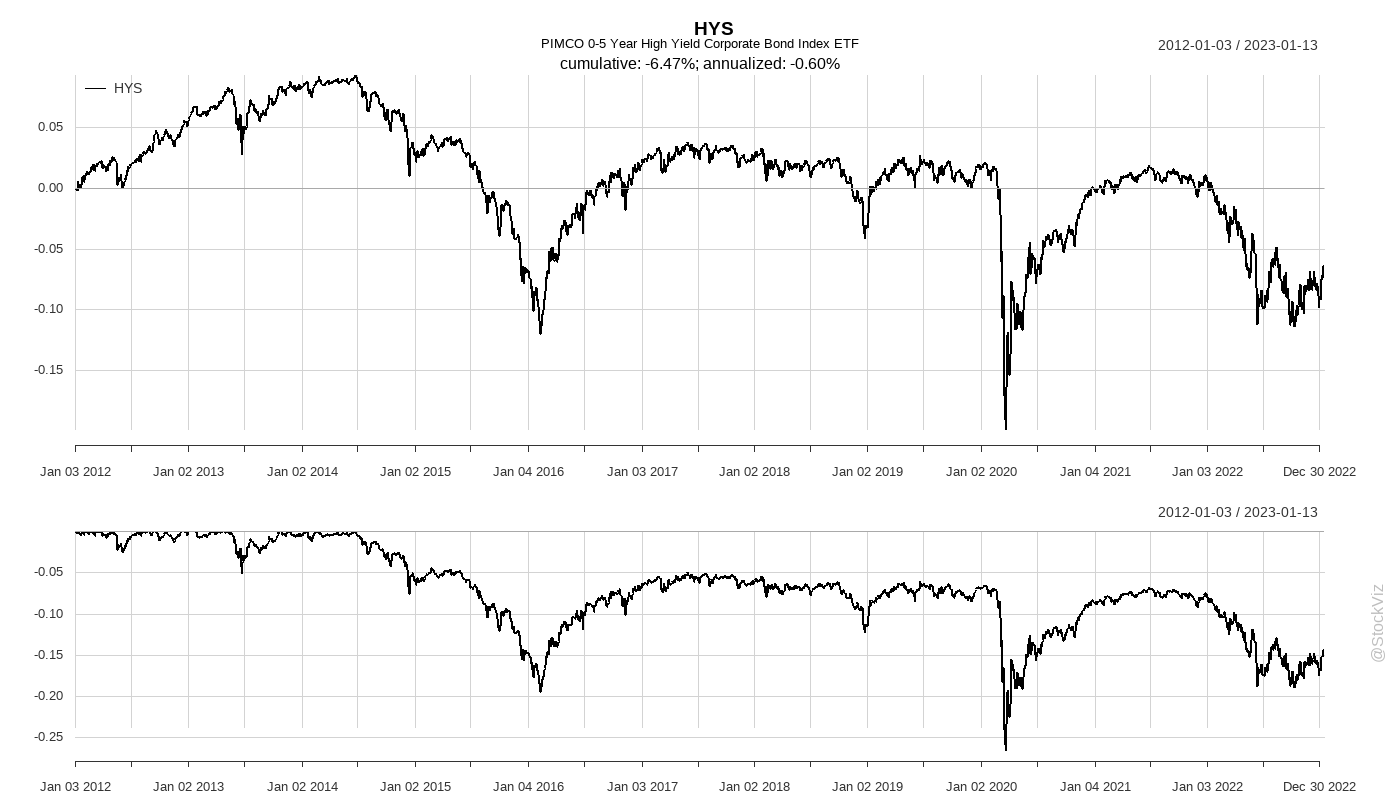 HYS
PIMCO 0-5 Year High Yield Corporate Bond Index ETF
cumulative: -6.47%; annualized: -0.60%
2012-01-03 / 2023-01-13
HYS
0.05
0.00
-0.05
-0.10
-0.15
Jan 03 2012 Jan 02 2013 Jan 02 2014 Jan 02 2015 Jan 04 2016 Jan 03 2017 Jan 02 2018 Jan 02 2019 Jan 02 2020 Jan 04 2021 Jan 03 2022 Dec 30 2022
2012-01-03 / 2023-01-13
-0.05
-0.10
-0.15
-0.20
-0.25
Jan 03 2012 Jan 02 2013 Jan 02 2014 Jan 02 2015 Jan 04 2016 Jan 03 2017 Jan 02 2018 Jan 02 2019 Jan 02 2020 Jan 04 2021 Jan 03 2022 Dec 30 2022
@StockViz